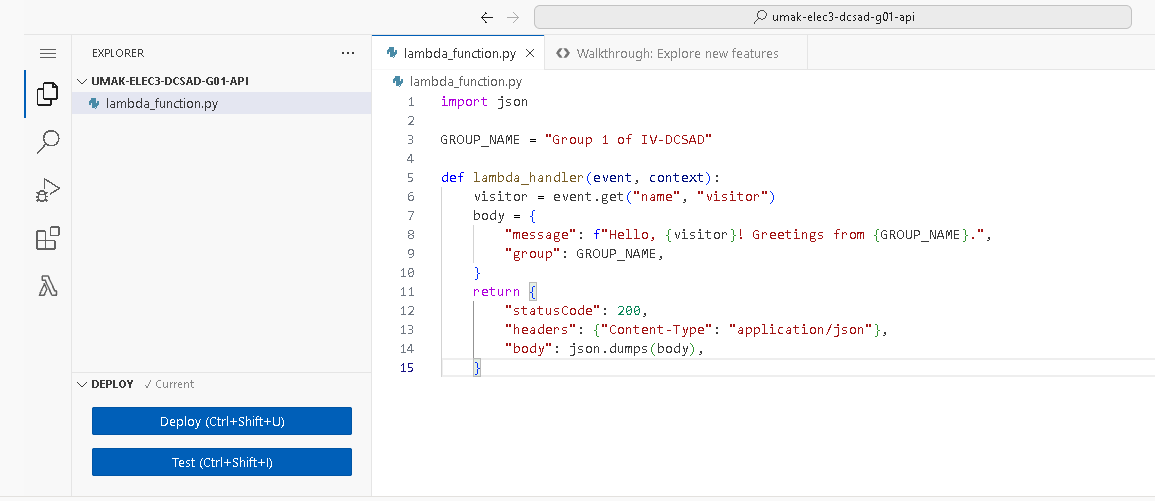 umak-elec3-dcsad-g01-api
EXPLORER
UMAK-ELEC3-DCSAD-G01-API
lambda_function.py
DEPLOY ✓ Current
Deploy (Ctrl+Shift+U)
Test (Ctrl+Shift+I)
lambda_function.py
Walkthrough: Explore new features
lambda_function.py
1 import json
2
3 GROUP_NAME = "Group 1 of IV-DCSAD"
4
5 def lambda_handler(event, context):
6     visitor = event.get("name", "visitor")
7     body = {
8         "message": f"Hello, {visitor}! Greetings from {GROUP_NAME}.",
9         "group": GROUP_NAME,
10     }
11     return {
12         "statusCode": 200,
13         "headers": {"Content-Type": "application/json"},
14         "body": json.dumps(body),
15     }